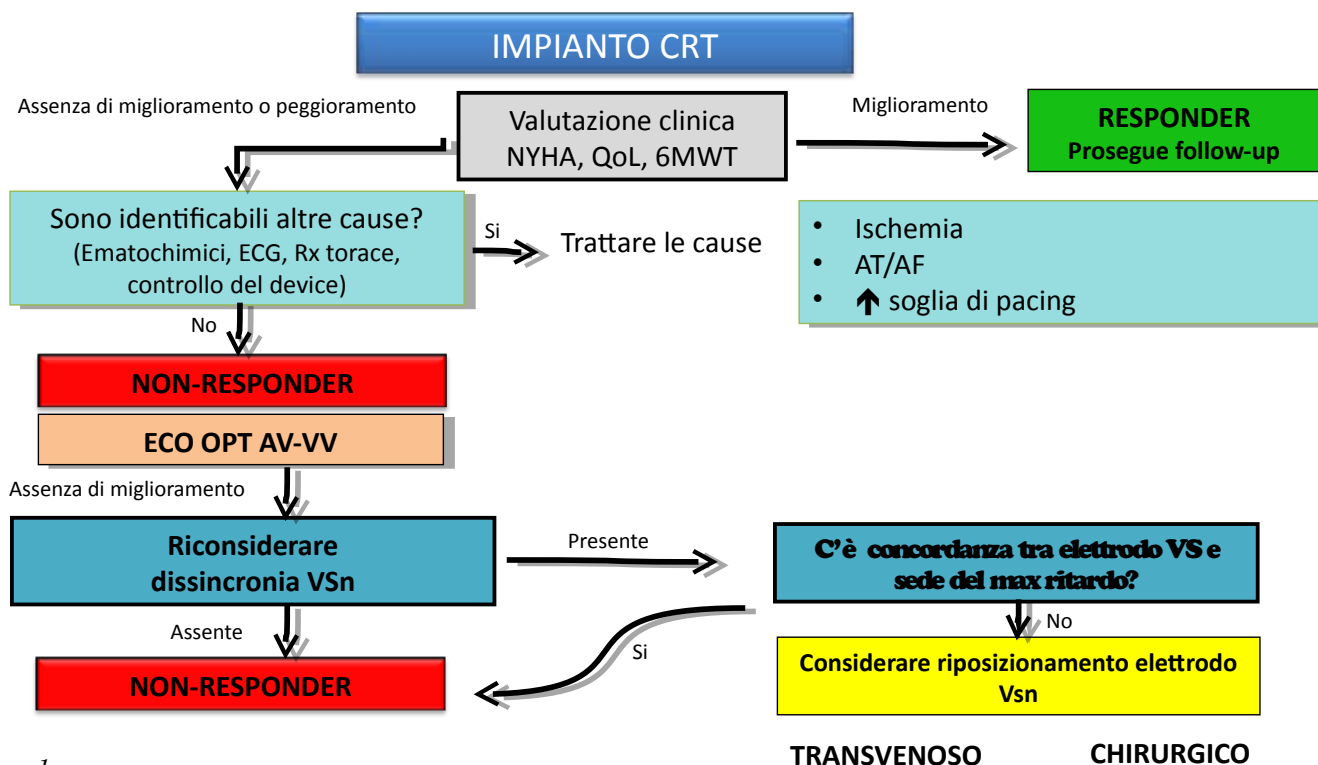 IMPIANTO CRT
Assenza di miglioramento o peggioramento
Valutazione clinica
NYHA, QoL, 6MWT
Miglioramento
RESPONDER
Prosegue follow-up
Sono identificabili altre cause?
(Ematochimici, ECG, Rx torace,
controllo del device)
Si
Trattare le cause
• Ischemia
• AT/AF
• ↑ soglia di pacing
No
NON-RESPONDER
ECO OPT AV-VV
Assenza di miglioramento
Riconsiderare
dissincronia VSn
Presente
C'è concordanza tra elettrodo VS e
sede del max ritardo?
Assente
Si
No
NON-RESPONDER
Considerare riposizionamento elettrodo
Vsn
TRANSVENOSO
CHIRURGICO